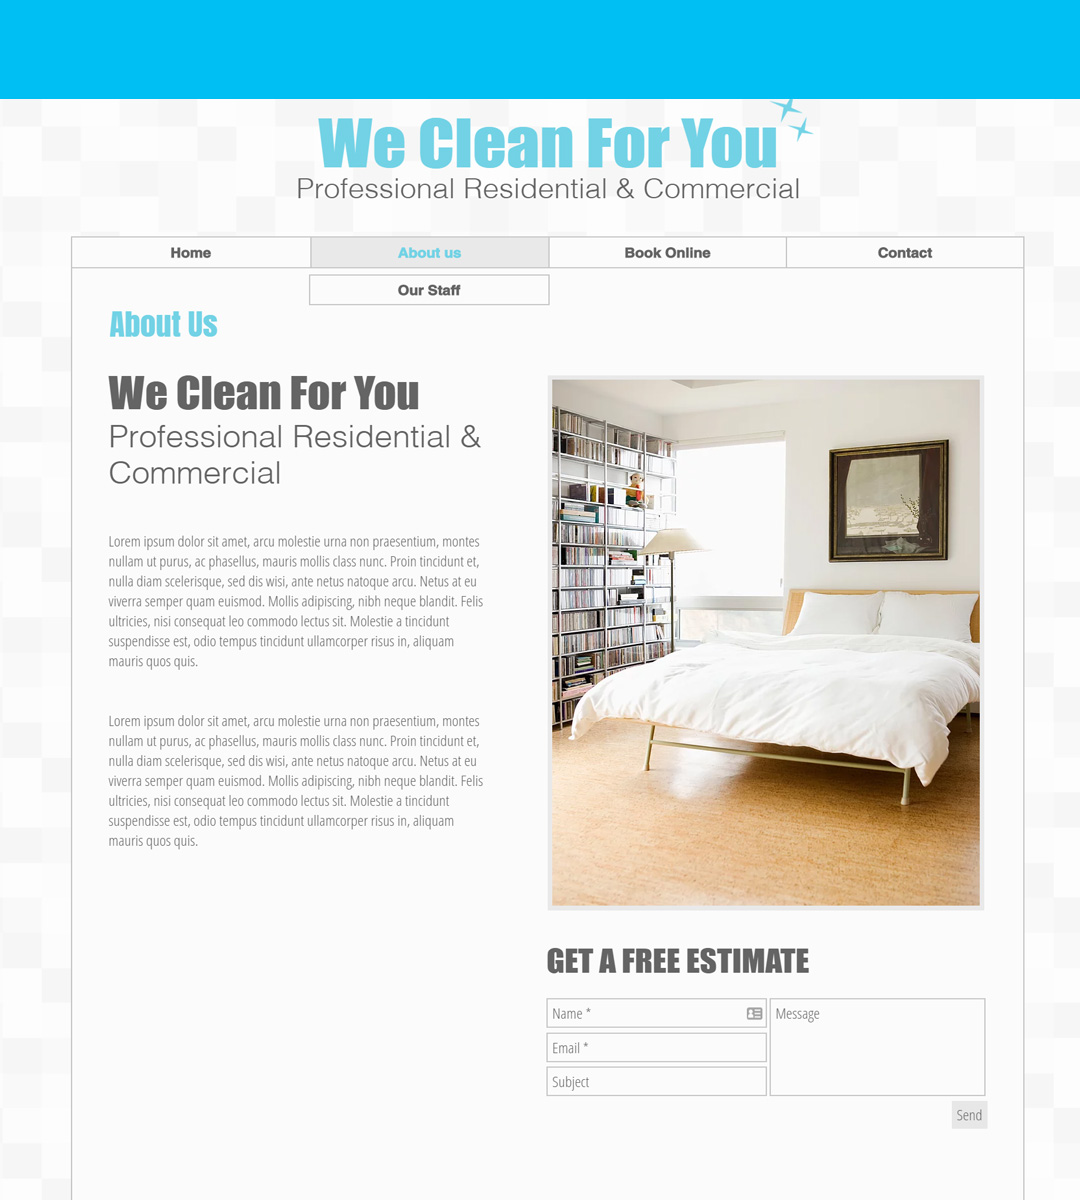 We Clean For You
Professional Residential & Commercial
Home
About us
Book Online
Contact
Our Staff
About Us
We Clean For You
Professional Residential &
Commercial
Lorem ipsum dolor sit amet, arcu molestie urna non praesentium, montes
nullam ut purus, ac phasellus, mauris mollis class nunc. Proin tincidunt et,
nulla diam scelerisque, sed dis wisi, ante netus natoque arcu. Netus at eu
viverra semper quam euismod. Mollis adipiscing, nibh neque blandit. Felis
ultricies, nisi consequat leo commodo lectus sit. Molestie a tincidunt
suspendisse est, odio tempus tincidunt ullamcorper risus in, aliquam
mauris quos quis.
Lorem ipsum dolor sit amet, arcu molestie urna non praesentium, montes
nullam ut purus, ac phasellus, mauris mollis class nunc. Proin tincidunt et,
nulla diam scelerisque, sed dis wisi, ante netus natoque arcu. Netus at eu
viverra semper quam euismod. Mollis adipiscing, nibh neque blandit. Felis
ultricies, nisi consequat leo commodo lectus sit. Molestie a tincidunt
suspendisse est, odio tempus tincidunt ullamcorper risus in, aliquam
mauris quos quis.
GET A FREE ESTIMATE
Name *
Email *
Subject
Message
Send